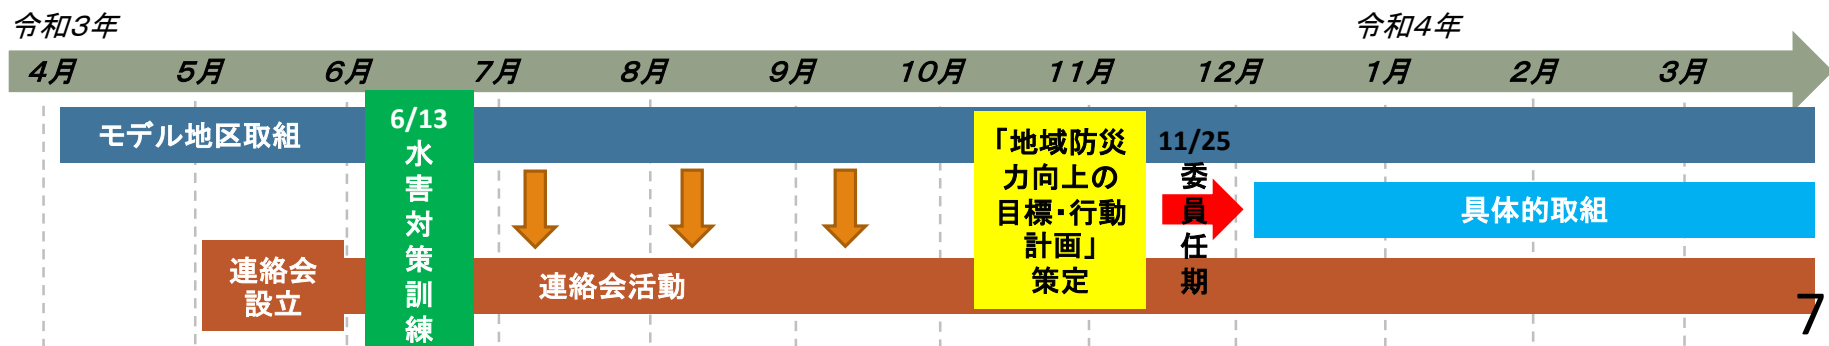 令和3年
令和4年
4月 5月 6月 7月 8月 9月 10月 11月 12月 1月 2月 3月
モデル地区取組
6/13
水
害
対
策
訓
練
「地域防災
力向上の
目標・行動
計画」
策定
11/25
委
員
任
期
具体的取組
連絡会
設立
連絡会活動
7